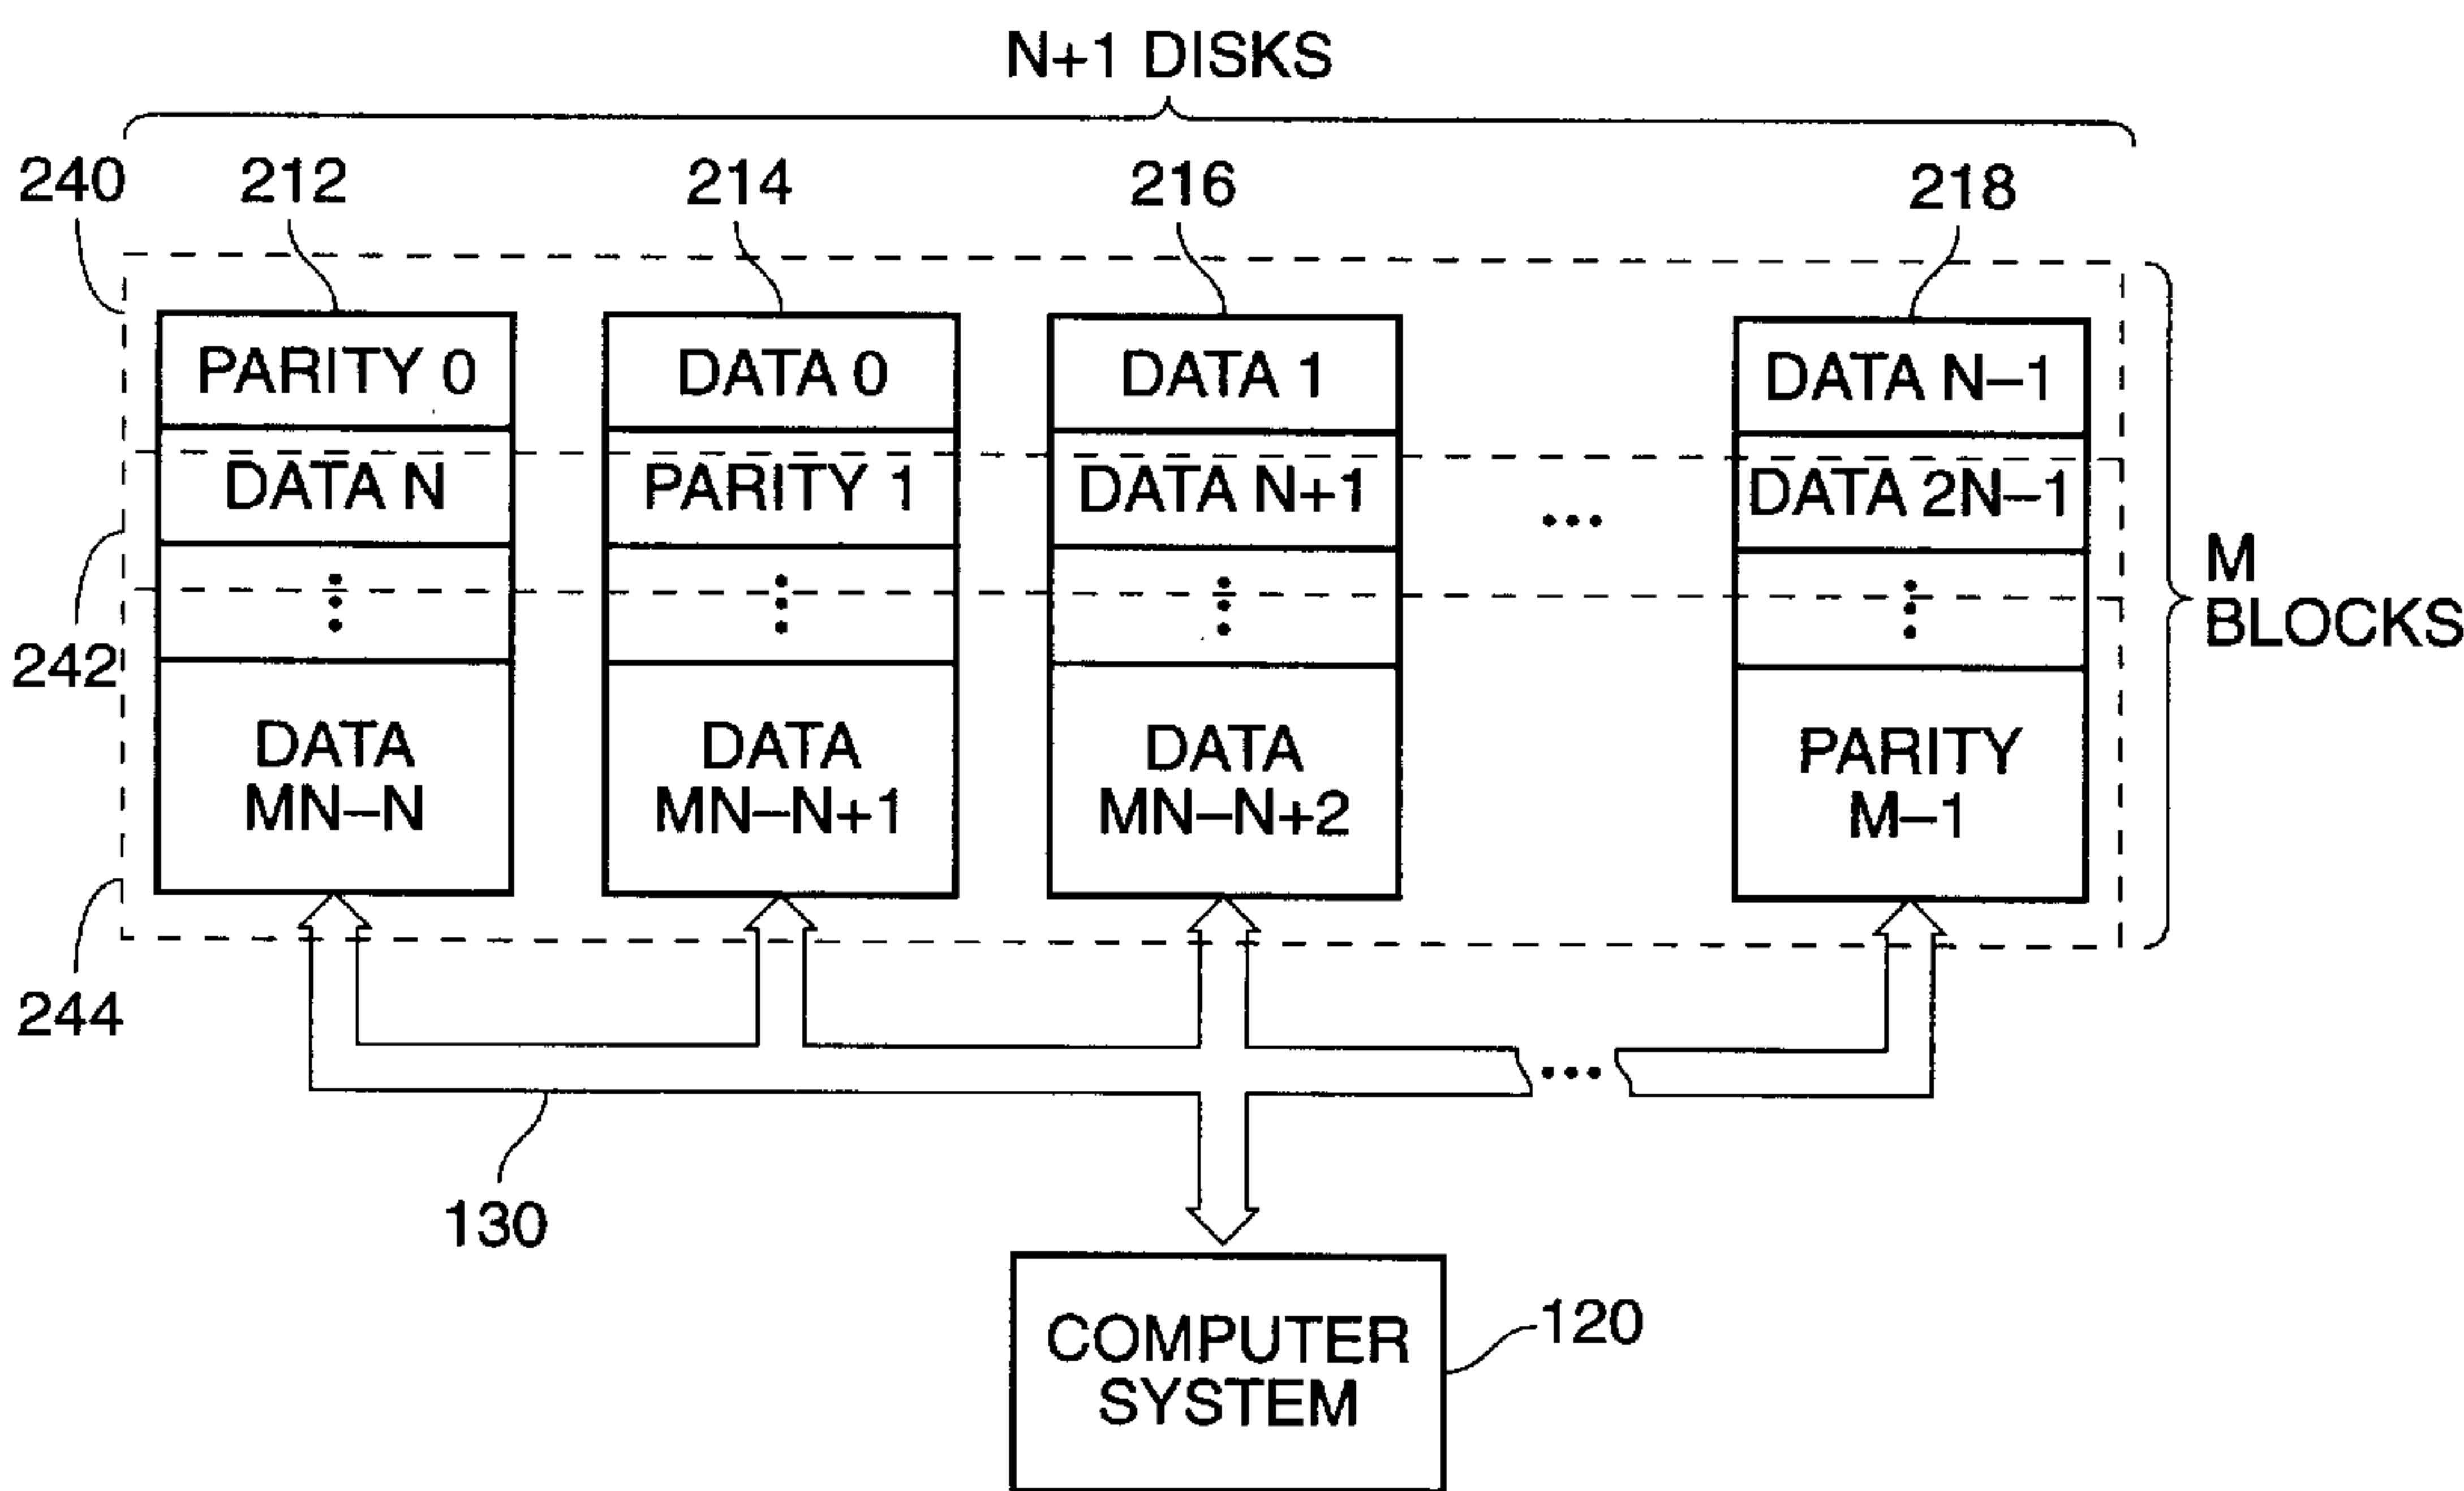 N+1 DISKS
240 212 214 216 218
PARITY 0 DATA 0 DATA 1 DATA N–1
DATA N PARITY 1 DATA N+1 DATA 2N–1
M
BLOCKS
242
DATA DATA DATA PARITY
MN–N MN–N+1 MN–N+2 M–1
244
130
120
COMPUTER
SYSTEM